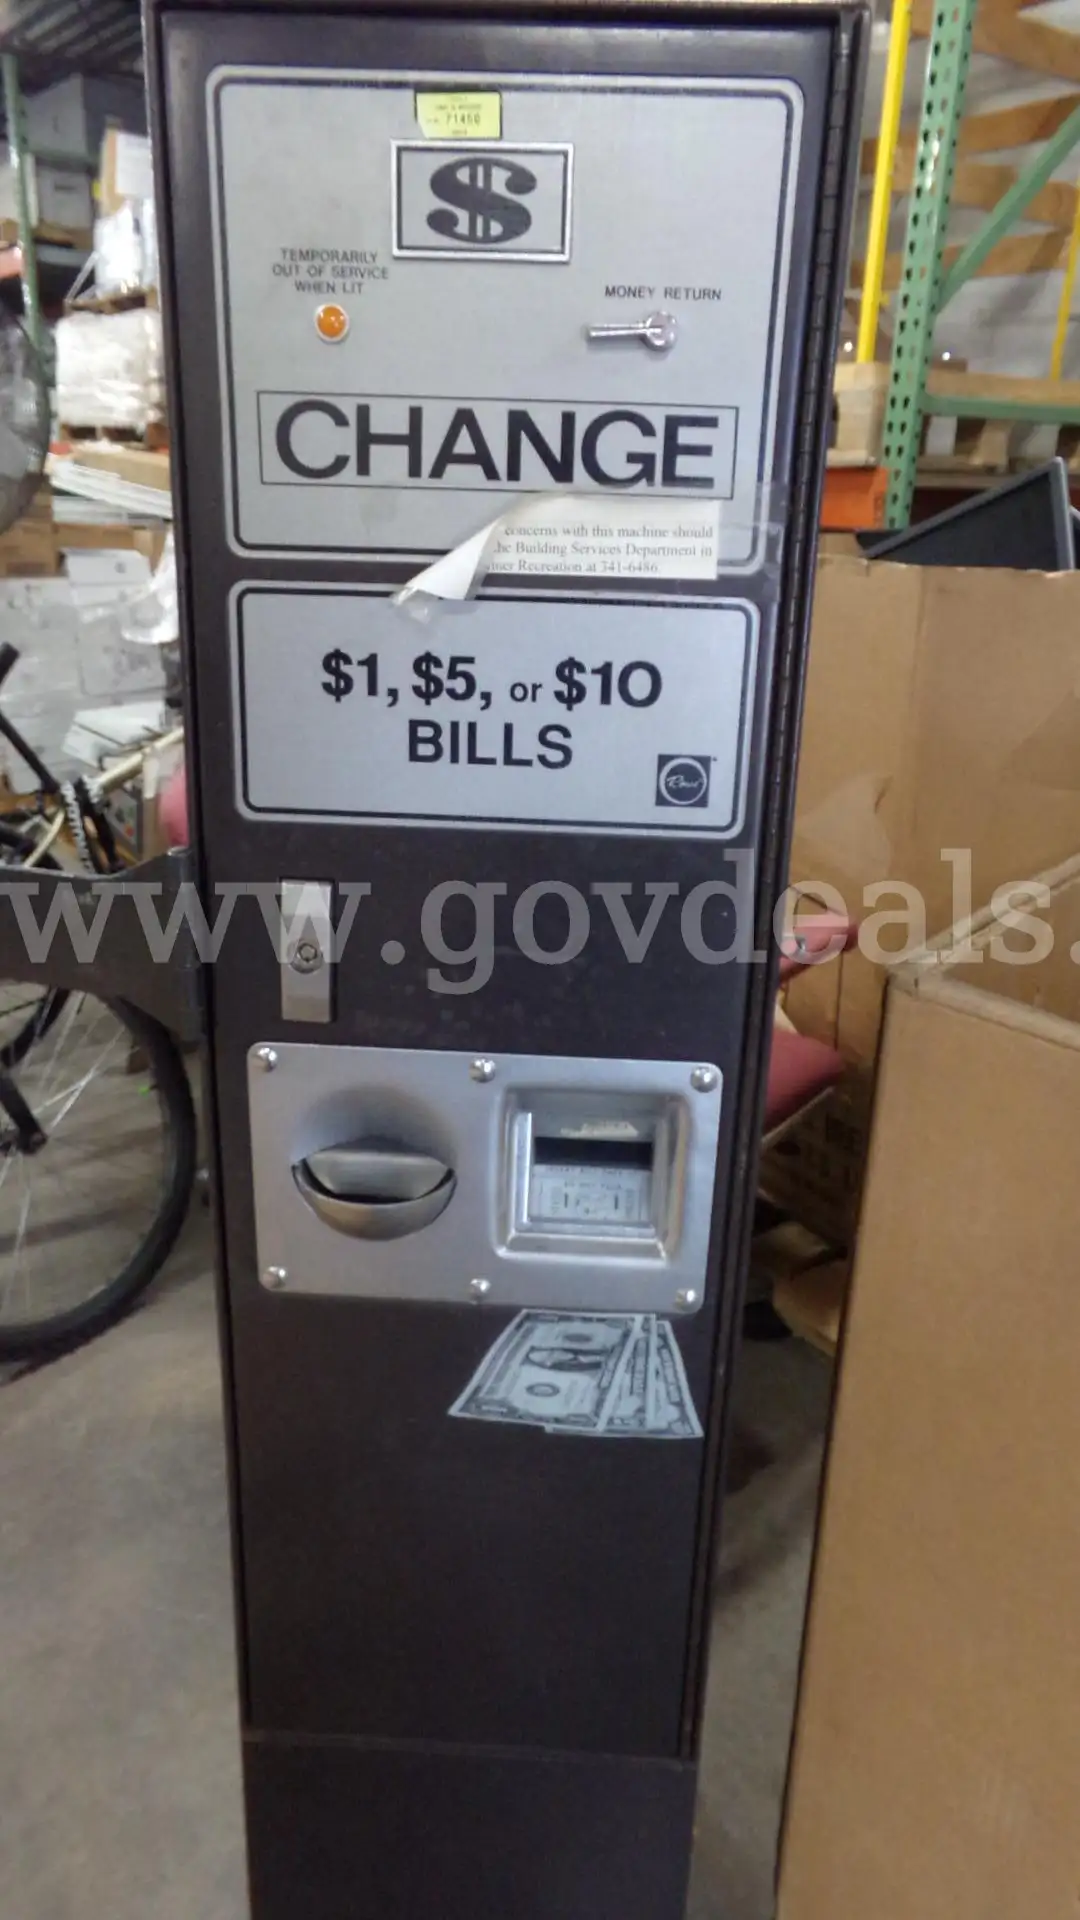 71450
$
TEMPORARILY
OUT OF SERVICE
WHEN LIT
MONEY RETURN
CHANGE
concerns with this machine should
the Building Services Department in
Recreation at 341-6486
$1, $5, or $10
BILLS
Rowe
www.govdeals.